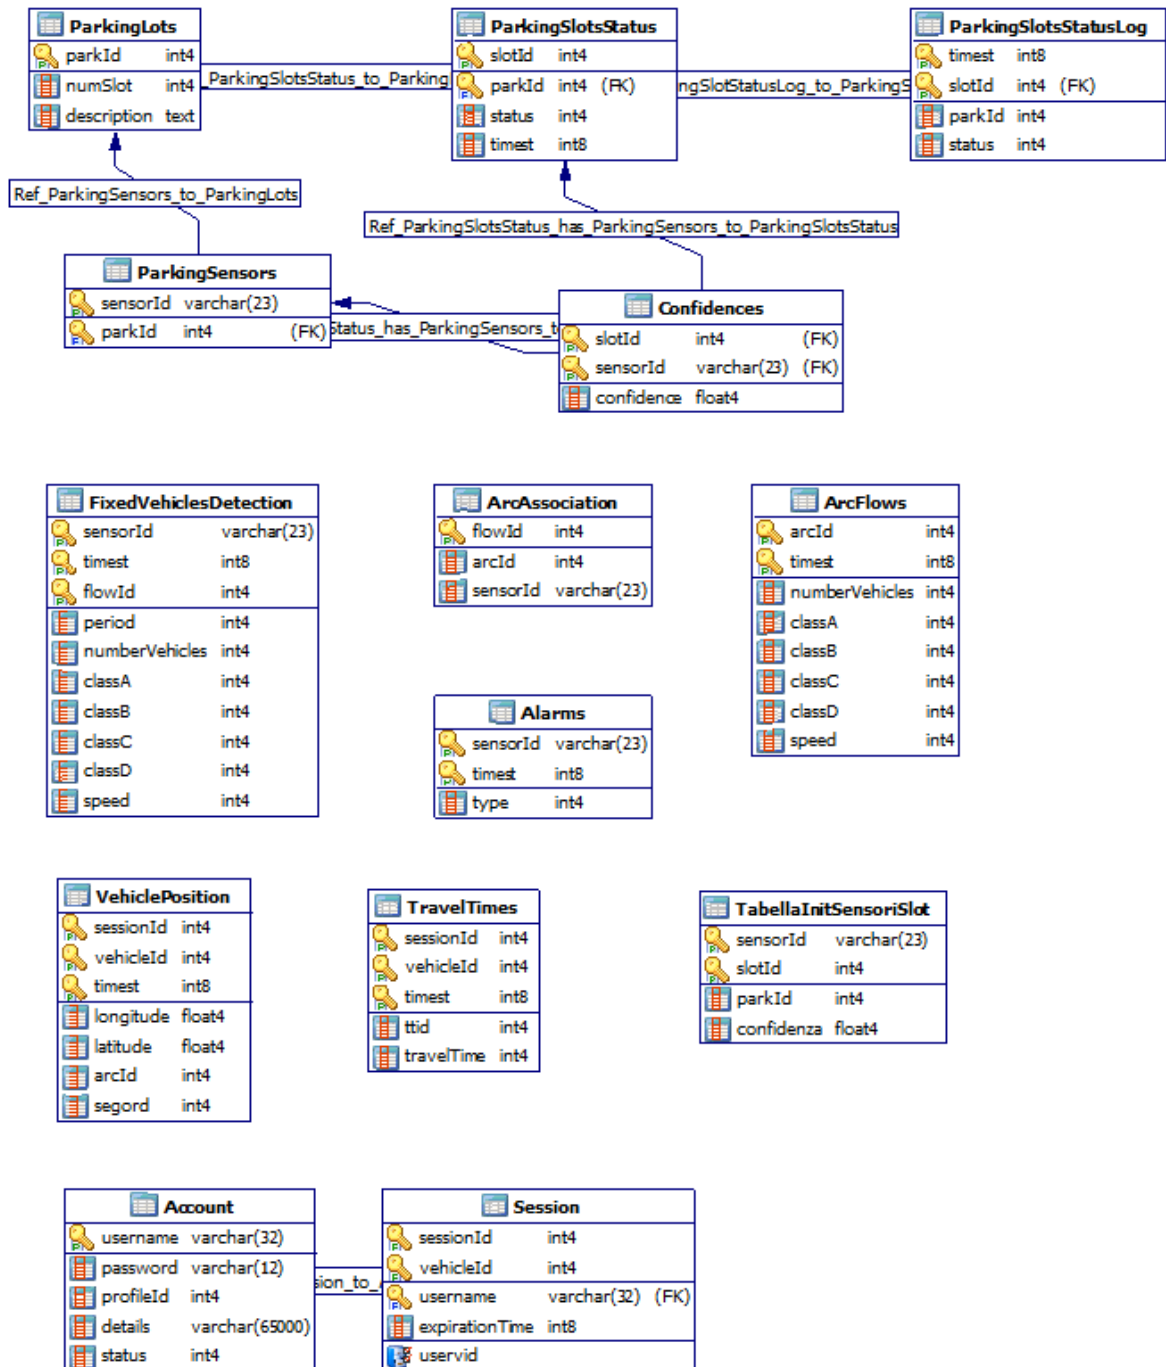 ParkingLots
parkId int4
numSlot int4
description text
_ParkingSlotsStatus_to_Parking
ParkingSlotsStatus
slotId int4
parkId int4 (FK)
status int4
timest int8
ngSlotStatusLog_to_ParkingS
ParkingSlotsStatusLog
timest int8
slotId int4 (FK)
parkId int4
status int4
Ref_ParkingSensors_to_ParkingLots
Ref_ParkingSlotsStatus_has_ParkingSensors_to_ParkingSlotsStatus
ParkingSensors
sensorId varchar(23)
parkId int4 (FK)
Status_has_ParkingSensors_t
Confidences
slotId int4 (FK)
sensorId varchar(23) (FK)
confidence float4
FixedVehiclesDetection
sensorId varchar(23)
timest int8
flowId int4
period int4
numberVehicles int4
classA int4
classB int4
classC int4
classD int4
speed int4
ArcAssociation
flowId int4
arcId int4
sensorId varchar(23)
ArcFlows
arcId int4
timest int8
numberVehicles int4
classA int4
classB int4
classC int4
classD int4
speed int4
Alarms
sensorId varchar(23)
timest int8
type int4
VehiclePosition
sessionId int4
vehicleId int4
timest int8
longitude float4
latitude float4
arcId int4
segord int4
TravelTimes
sessionId int4
vehicleId int4
timest int8
ttid int4
travelTime int4
TabellaInitSensoriSlot
sensorId varchar(23)
slotId int4
parkId int4
confidenza float4
Account
username varchar(32)
password varchar(12)
profileId int4
details varchar(65000)
status int4
sion_to_
Session
sessionId int4
vehicleId int4
username varchar(32) (FK)
expirationTime int8
uservid